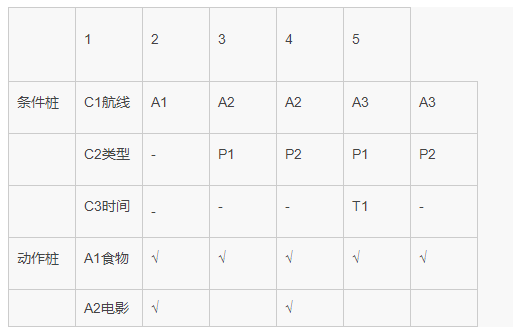 1 2 3 4 5
条件桩 C1航线 A1 A2 A2 A3 A3
C2类型 - P1 P2 P1 P2
C3时间 - - - T1 -
动作桩 A1食物 √ √ √ √ √
A2电影 √ √